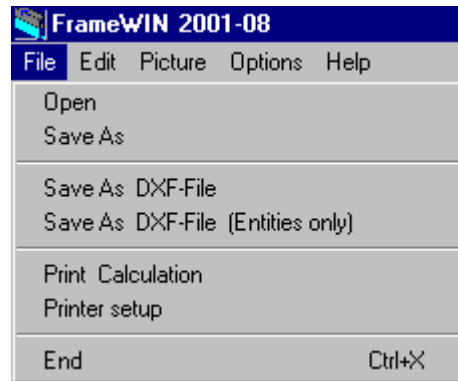 FrameWIN 2001-08
File Edit Picture Options Help
Open
Save As
Save As DXF-File
Save As DXF-File (Entities only)
Print Calculation
Printer setup
End Ctrl+X